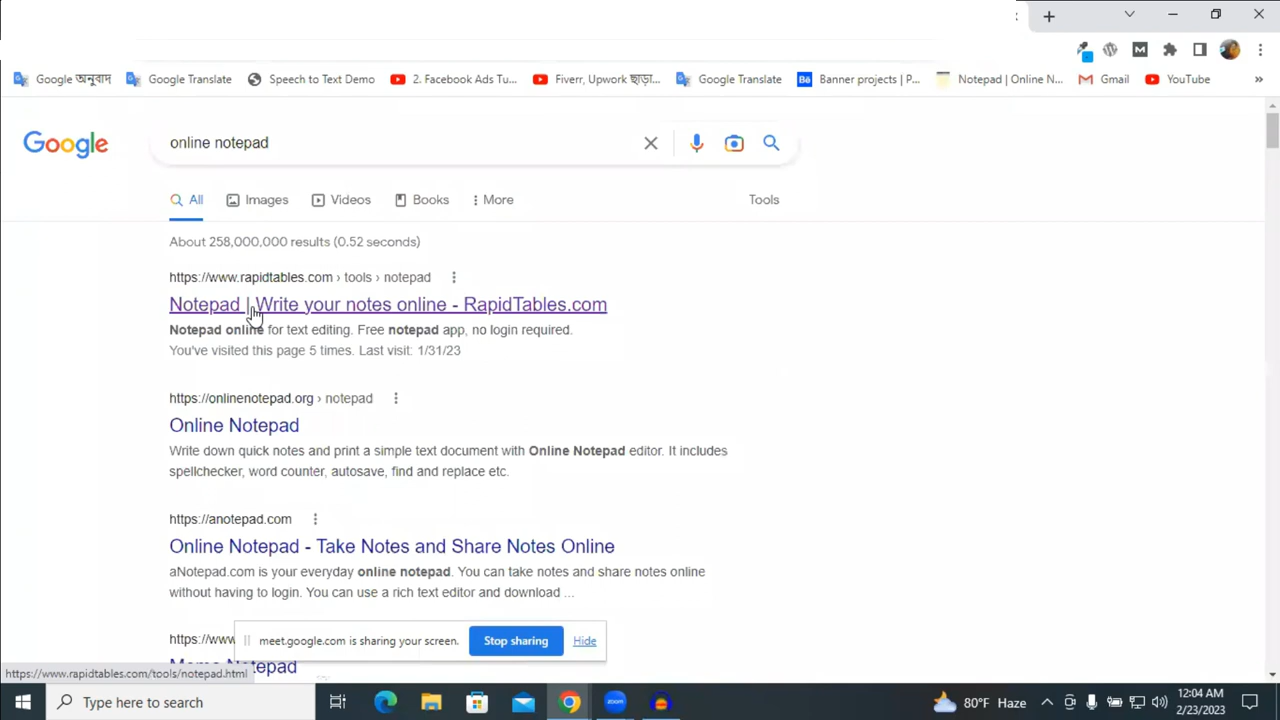 Google অনুবাদ
Google Translate
Speech to Text Demo
2. Facebook Ads Tu...
Fiverr, Upwork ছাড়া...
Google Translate
Bē Banner projects | P...
Notepad | Online N...
Gmail
YouTube
»
Google
online notepad
All
Images
Videos
Books
More
Tools
About 258,000,000 results (0.52 seconds)
https://www.rapidtables.com › tools › notepad
Notepad | Write your notes online - RapidTables.com
Notepad online for text editing. Free notepad app, no login required.
You've visited this page 5 times. Last visit: 1/31/23
https://onlinenotepad.org › notepad
Online Notepad
Write down quick notes and print a simple text document with Online Notepad editor. It includes
spellchecker, word counter, autosave, find and replace etc.
https://anotepad.com
Online Notepad - Take Notes and Share Notes Online
aNotepad.com is your everyday online notepad. You can take notes and share notes online
without having to login. You can use a rich text editor and download ...
https://www
meet.google.com is sharing your screen.
Stop sharing
Hide
Memo Notepad
https://www.rapidtables.com/tools/notepad.html
Type here to search
zoom
80°F Haze
12:04 AM
2/23/2023